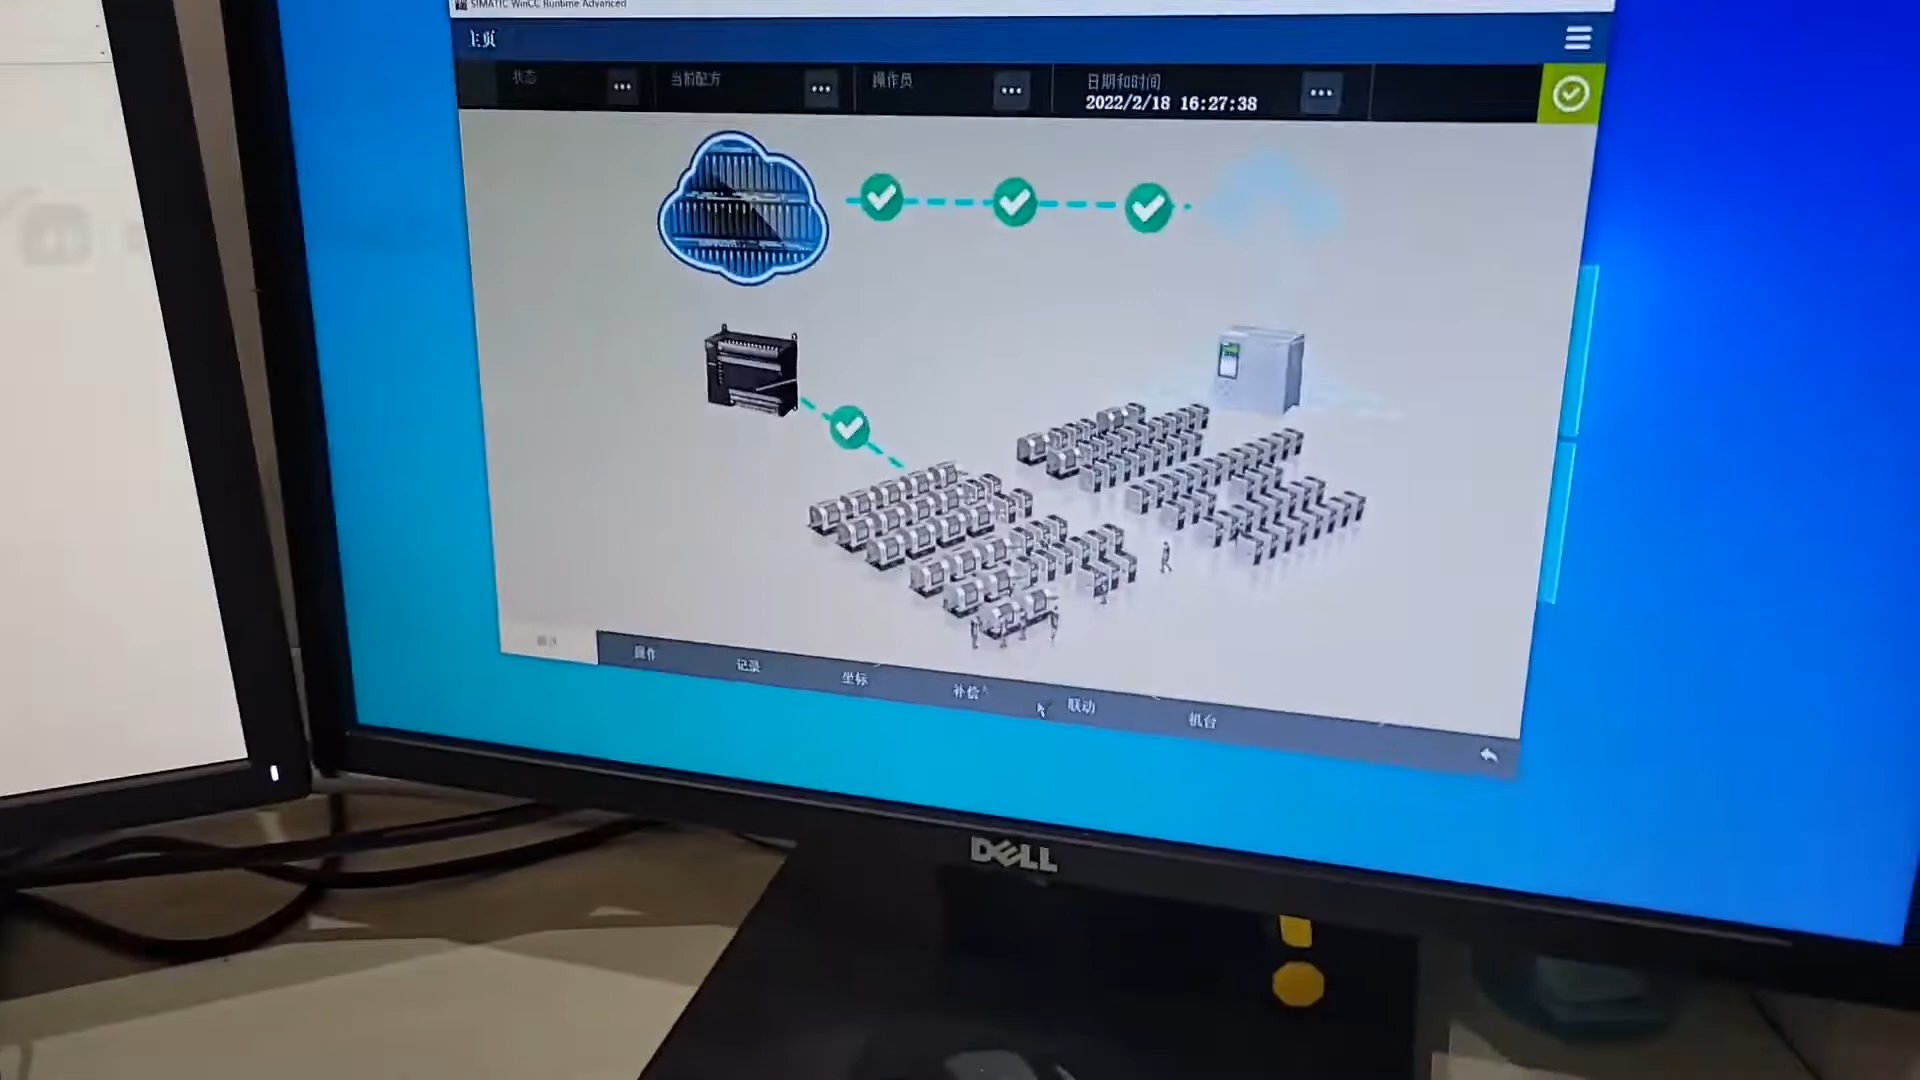 SIMATIC WinCC Runtime Advanced
主页
状态
当前配方
操作员
日期和时间
2022/2/18 16:27:38
操作
记录
坐标
补偿
联动
机台
DELL